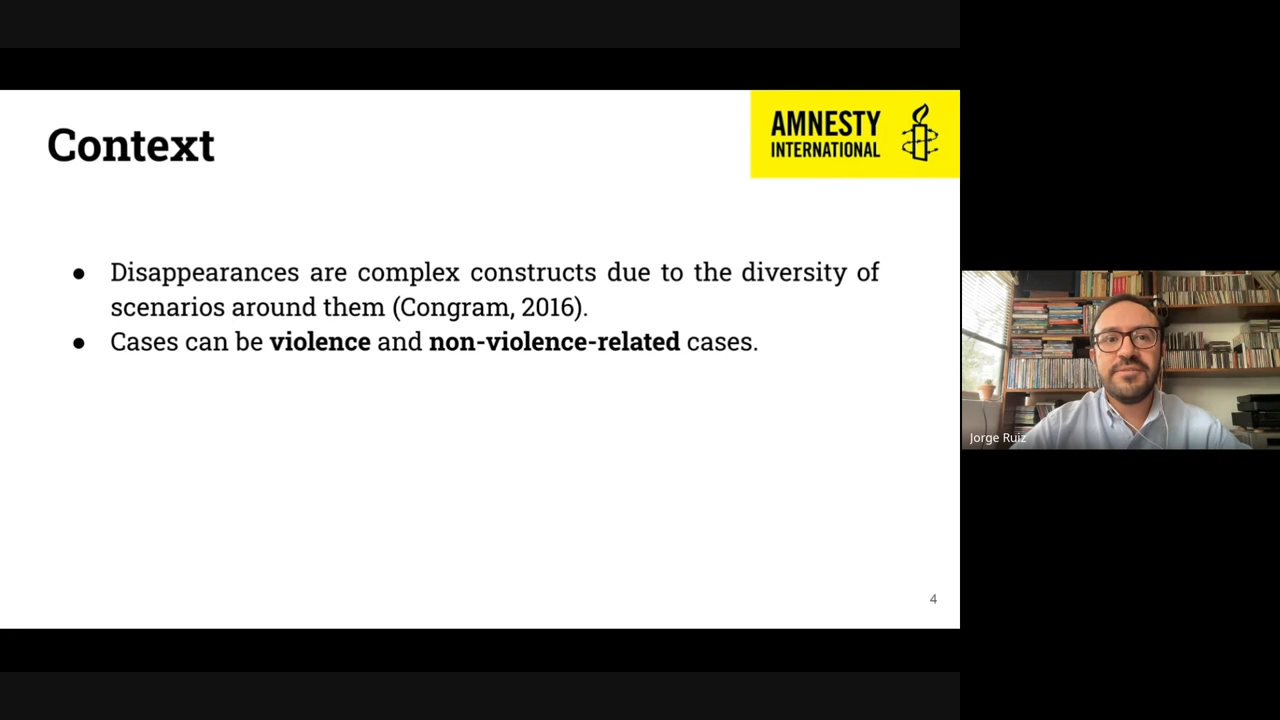 Context
AMNESTY
INTERNATIONAL
● Disappearances are complex constructs due to the diversity of
scenarios around them (Congram, 2016).
● Cases can be violence and non-violence-related cases.
4
Jorge Ruiz